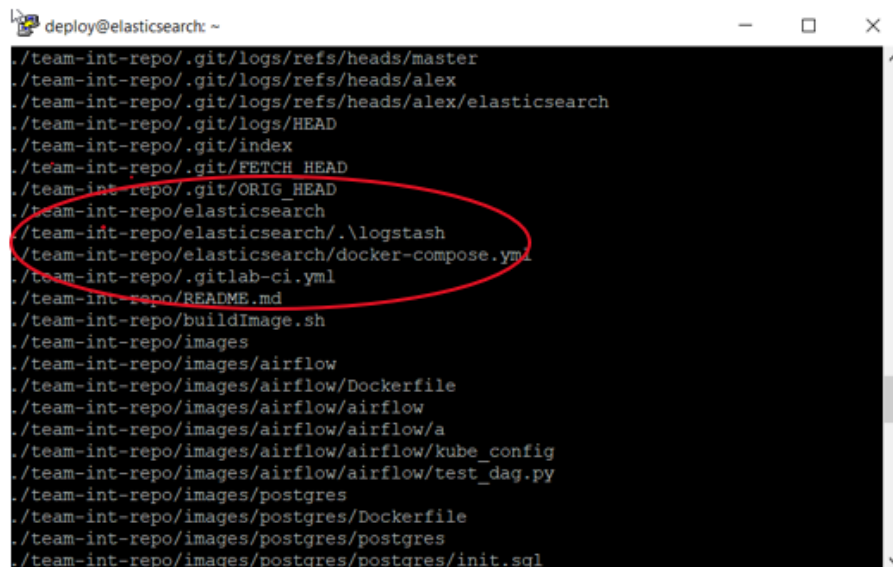 deploy@elasticsearch: ~
./team-int-repo/.git/logs/refs/heads/master
./team-int-repo/.git/logs/refs/heads/alex
./team-int-repo/.git/logs/refs/heads/alex/elasticsearch
./team-int-repo/.git/logs/HEAD
./team-int-repo/.git/index
./team-int-repo/.git/FETCH_HEAD
./team-int-repo/.git/ORIG_HEAD
./team-int-repo/elasticsearch
./team-int-repo/elasticsearch/.\logstash
./team-int-repo/elasticsearch/docker-compose.yml
./team-int-repo/.gitlab-ci.yml
./team-int-repo/README.md
./team-int-repo/buildImage.sh
./team-int-repo/images
./team-int-repo/images/airflow
./team-int-repo/images/airflow/Dockerfile
./team-int-repo/images/airflow/airflow
./team-int-repo/images/airflow/airflow/a
./team-int-repo/images/airflow/airflow/kube_config
./team-int-repo/images/airflow/airflow/test_dag.py
./team-int-repo/images/postgres
./team-int-repo/images/postgres/Dockerfile
./team-int-repo/images/postgres/postgres
./team-int-repo/images/postgres/postgres/init.sql